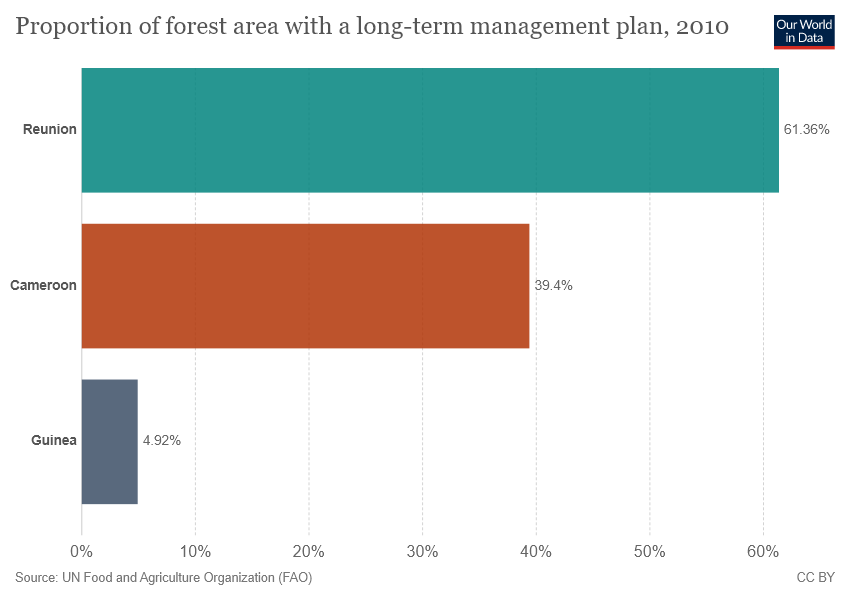 Proportion of forest area with a long-term management plan, 2010
Our World
in Data
Reunion
61.36%
Cameroon
39.4%
Guinea
4.92%
0% 10% 20% 30% 40% 50% 60%
Source: UN Food and Agriculture Organization (FAO)
CC BY